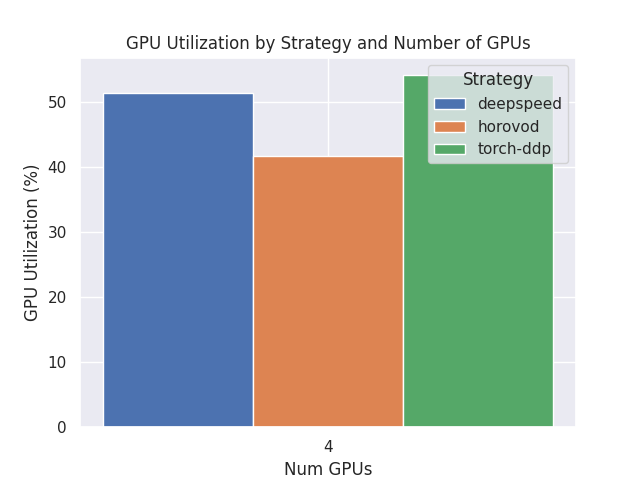 GPU Utilization by Strategy and Number of GPUs
Strategy
deepspeed
horovod
torch-ddp
GPU Utilization (%)
50
40
30
20
10
0
4
Num GPUs